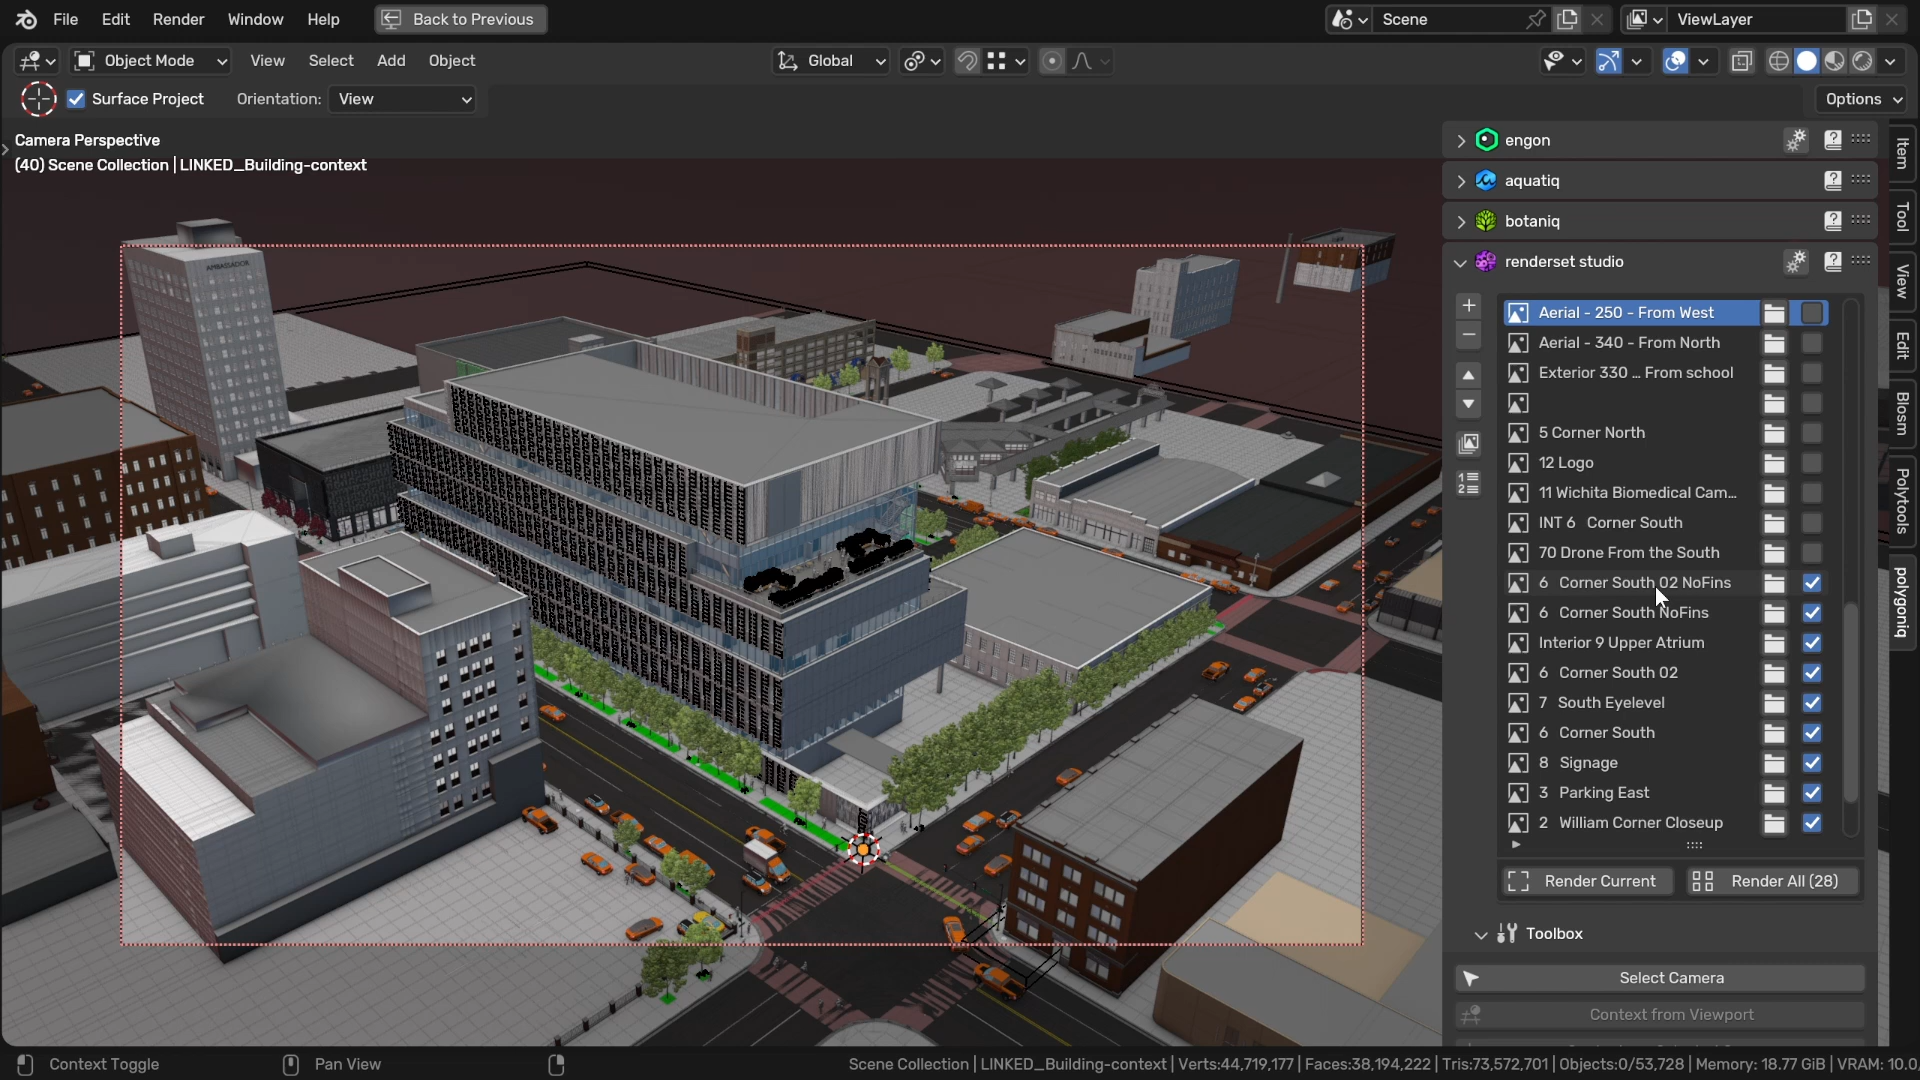 File Edit Render Window Help Back to Previous Scene ViewLayer
Object Mode View Select Add Object Global
Surface Project Orientation: View Options
Camera Perspective
(40) Scene Collection | LINKED_Building-context
AMBASSADOR
engon
aquatiq
botaniq
renderset studio
Aerial - 250 - From West
Aerial - 340 - From North
Exterior 330 ... From school
5 Corner North
12 Logo
11 Wichita Biomedical Cam...
INT 6 Corner South
70 Drone From the South
6 Corner South 02 NoFins
6 Corner South NoFins
Interior 9 Upper Atrium
6 Corner South 02
7 South Eyelevel
6 Corner South
8 Signage
3 Parking East
2 William Corner Closeup
Render Current Render All (28)
Toolbox
Select Camera
Context from Viewport
Item
Tool
View
Edit
Blosm
Polytools
polygoniq
Context Toggle Pan View Scene Collection | LINKED_Building-context | Verts:44,719,177 | Faces:38,194,222 | Tris:73,572,701 | Objects:0/53,728 | Memory: 18.77 GiB | VRAM: 10.0